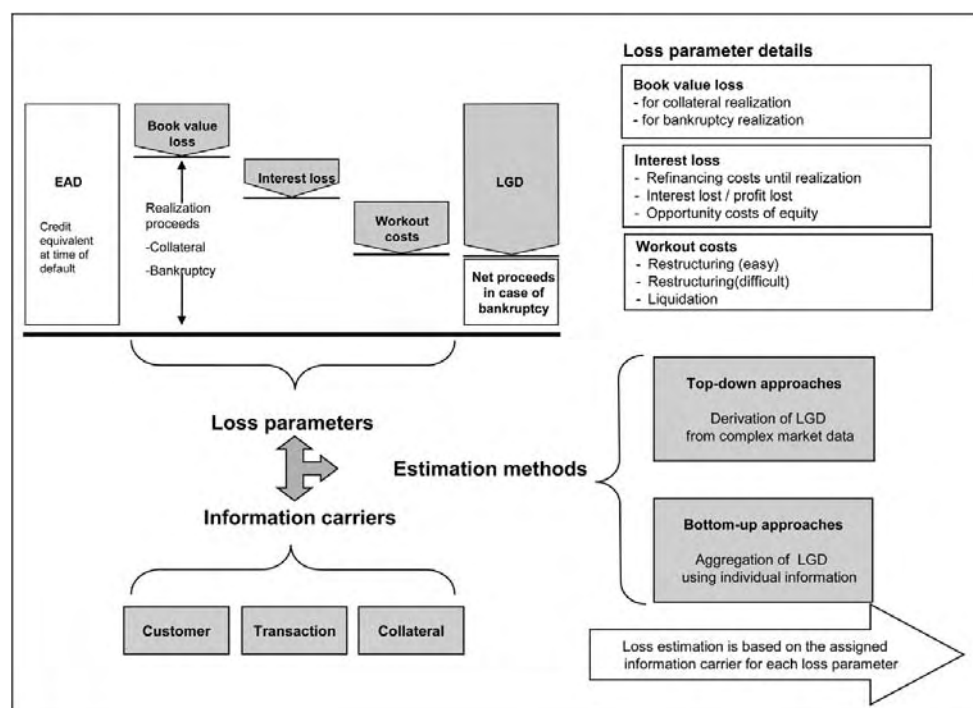 Loss parameter details
Book value loss
- for collateral realization
- for bankruptcy realization
Interest loss
- Refinancing costs until realization
- Interest lost / profit lost
- Opportunity costs of equity
Workout costs
- Restructuring (easy)
- Restructuring(difficult)
- Liquidation
EAD
Credit
equivalent
at time of
default
Book value
loss
Realization
proceeds
-Collateral
-Bankruptcy
Interest loss
Workout
costs
LGD
Net proceeds
in case of
bankruptcy
Loss parameters
Estimation methods
Information carriers
Customer
Transaction
Collateral
Top-down approaches
Derivation of LGD
from complex market data
Bottom-up approaches
Aggregation of LGD
using individual information
Loss estimation is based on the assigned
information carrier for each loss parameter